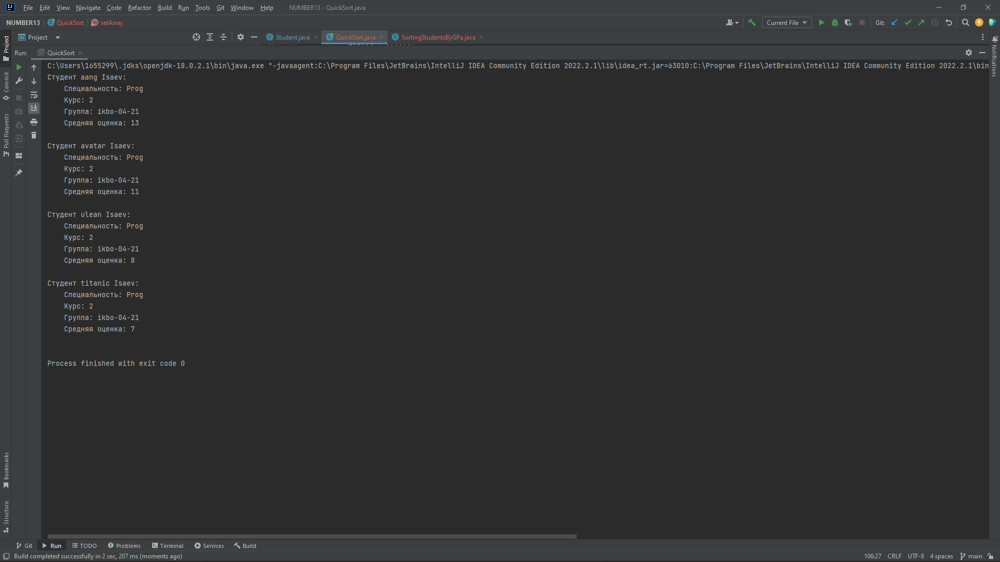 File Edit View Navigate Code Refactor Build Run Tools Git Window Help NUMBER13 - QuickSort.java
NUMBER13 QuickSort setArray Current File Git:
Project Student.java QuickSort.java SortingStudentsByGPa.java
Run: QuickSort
C:\Users\1655299\.jdks\openjdk-18.0.2.1\bin\java.exe "-javaagent:C:\Program Files\JetBrains\IntelliJ IDEA Community Edition 2022.2.1\lib\idea_rt.jar=63010:C:\Program Files\JetBrains\IntelliJ IDEA Community Edition 2022.2.1\bin
Студент aang Isaev:
Специальность: Prog
Курс: 2
Группа: ikbo-04-21
Средняя оценка: 13
Студент avatar Isaev:
Специальность: Prog
Курс: 2
Группа: ikbo-04-21
Средняя оценка: 11
Студент ulean Isaev:
Специальность: Prog
Курс: 2
Группа: ikbo-04-21
Средняя оценка: 8
Студент titanic Isaev:
Специальность: Prog
Курс: 2
Группа: ikbo-04-21
Средняя оценка: 7
Process finished with exit code 0
Project
Commit
Pull Requests
Bookmarks
Structure
Notifications
Git Run TODO Problems Terminal Services Build
Build completed successfully in 2 sec, 207 ms (moments ago) 106:27 CRLF UTF-8 4 spaces main